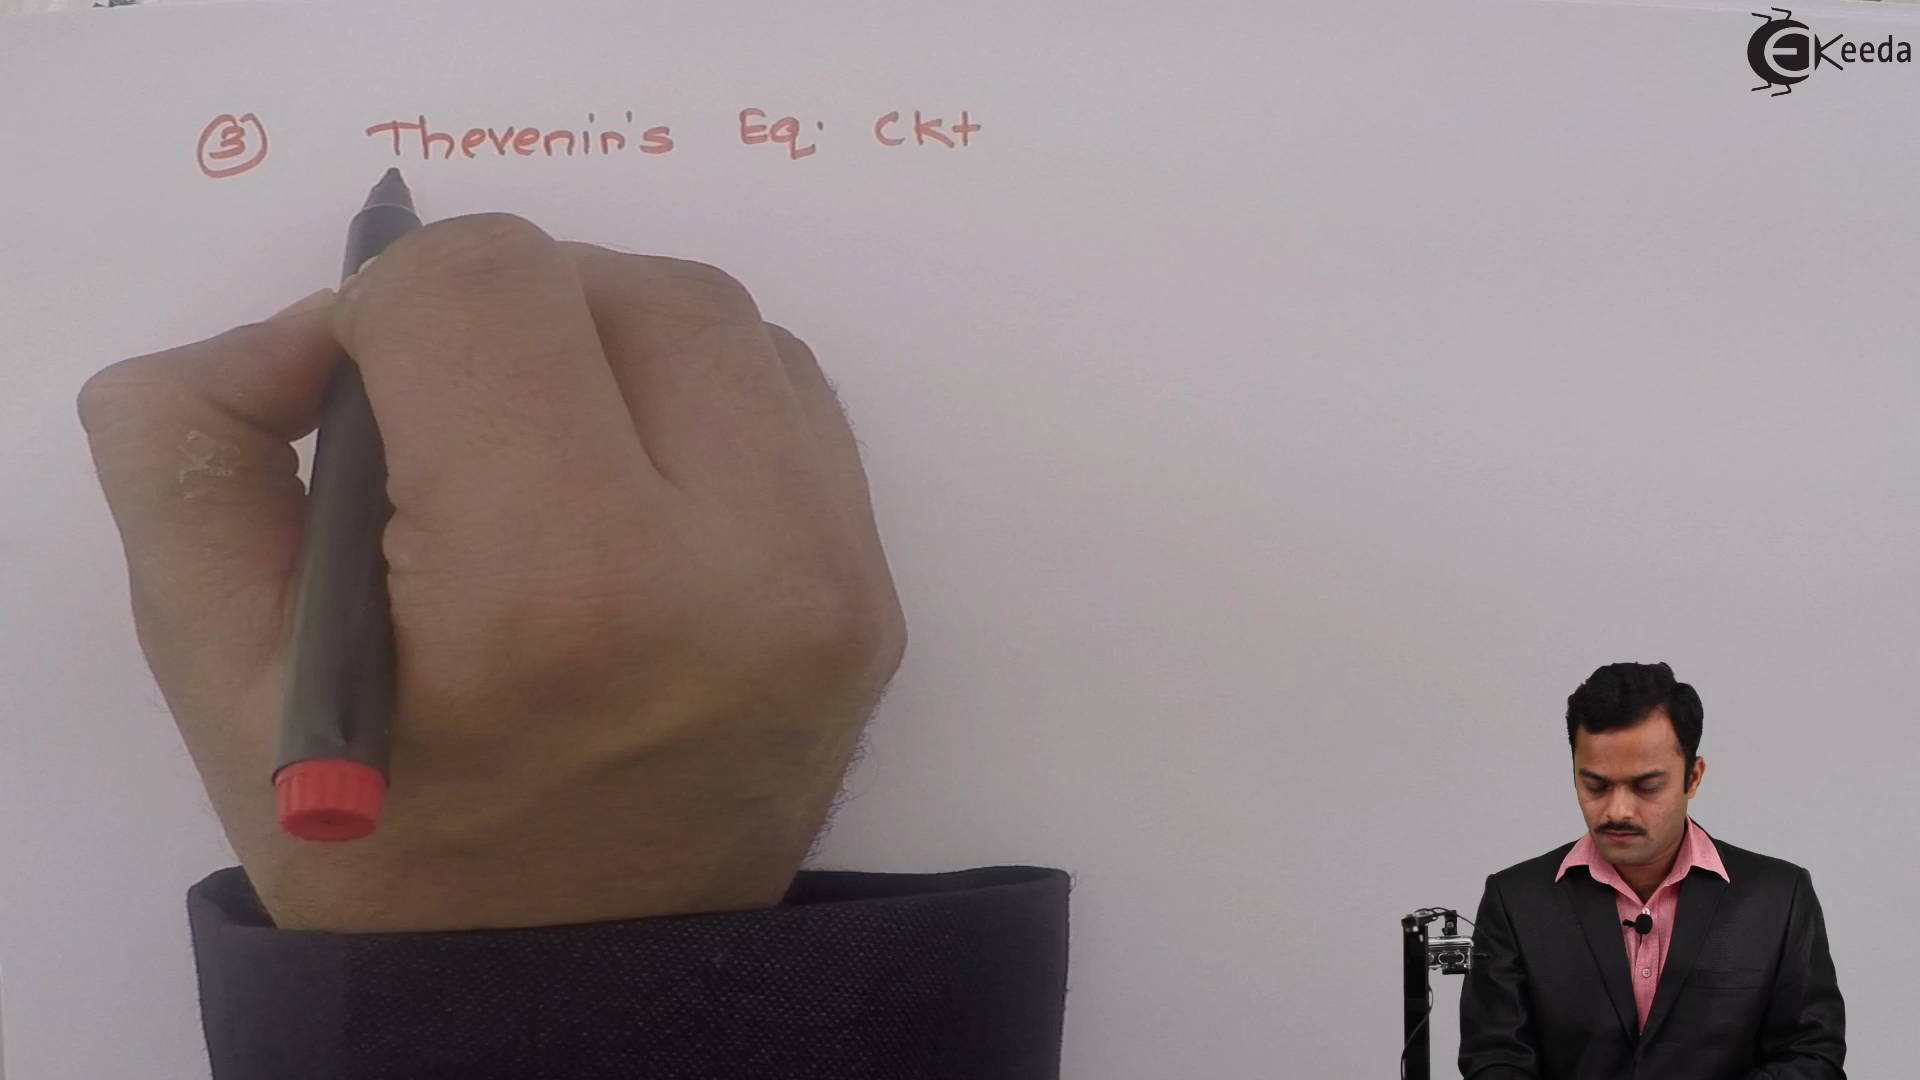 ③ Thevenin's Eq. Ckt
EKeeda